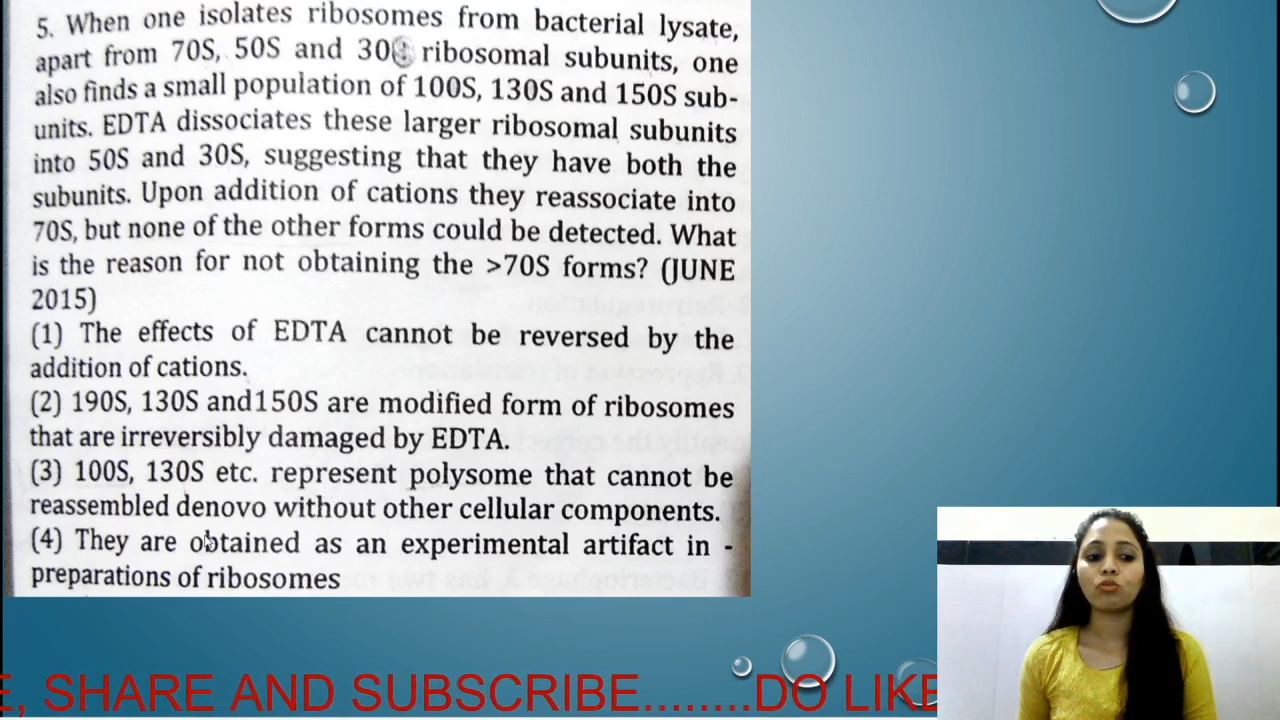 5. When one isolates ribosomes from bacterial lysate,
apart from 70S, 50S and 30S ribosomal subunits, one
also finds a small population of 100S, 130S and 150S sub-
units. EDTA dissociates these larger ribosomal subunits
into 50S and 30S, suggesting that they have both the
subunits. Upon addition of cations they reassociate into
70S, but none of the other forms could be detected. What
is the reason for not obtaining the >70S forms? (JUNE
2015)
(1) The effects of EDTA cannot be reversed by the
addition of cations.
(2) 190S, 130S and150S are modified form of ribosomes
that are irreversibly damaged by EDTA.
(3) 100S, 130S etc. represent polysome that cannot be
reassembled denovo without other cellular components.
(4) They are obtained as an experimental artifact in -
preparations of ribosomes
E, SHARE AND SUBSCRIBE........DO LIKE